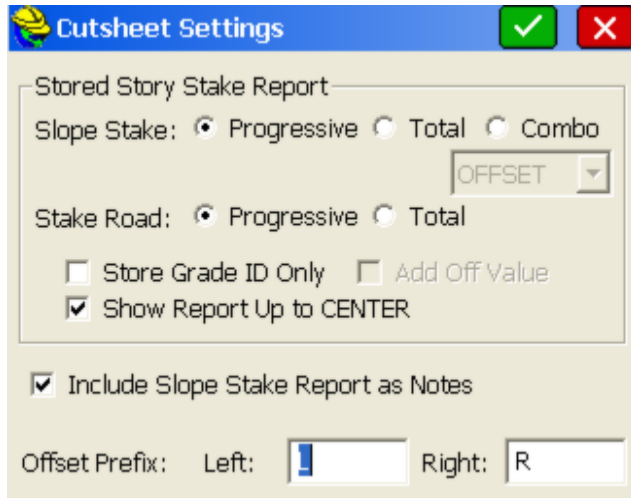 Cutsheet Settings
Stored Story Stake Report
Slope Stake: Progressive Total Combo
OFFSET
Stake Road: Progressive Total
Store Grade ID Only Add Off Value
Show Report Up to CENTER
Include Slope Stake Report as Notes
Offset Prefix: Left: L Right: R